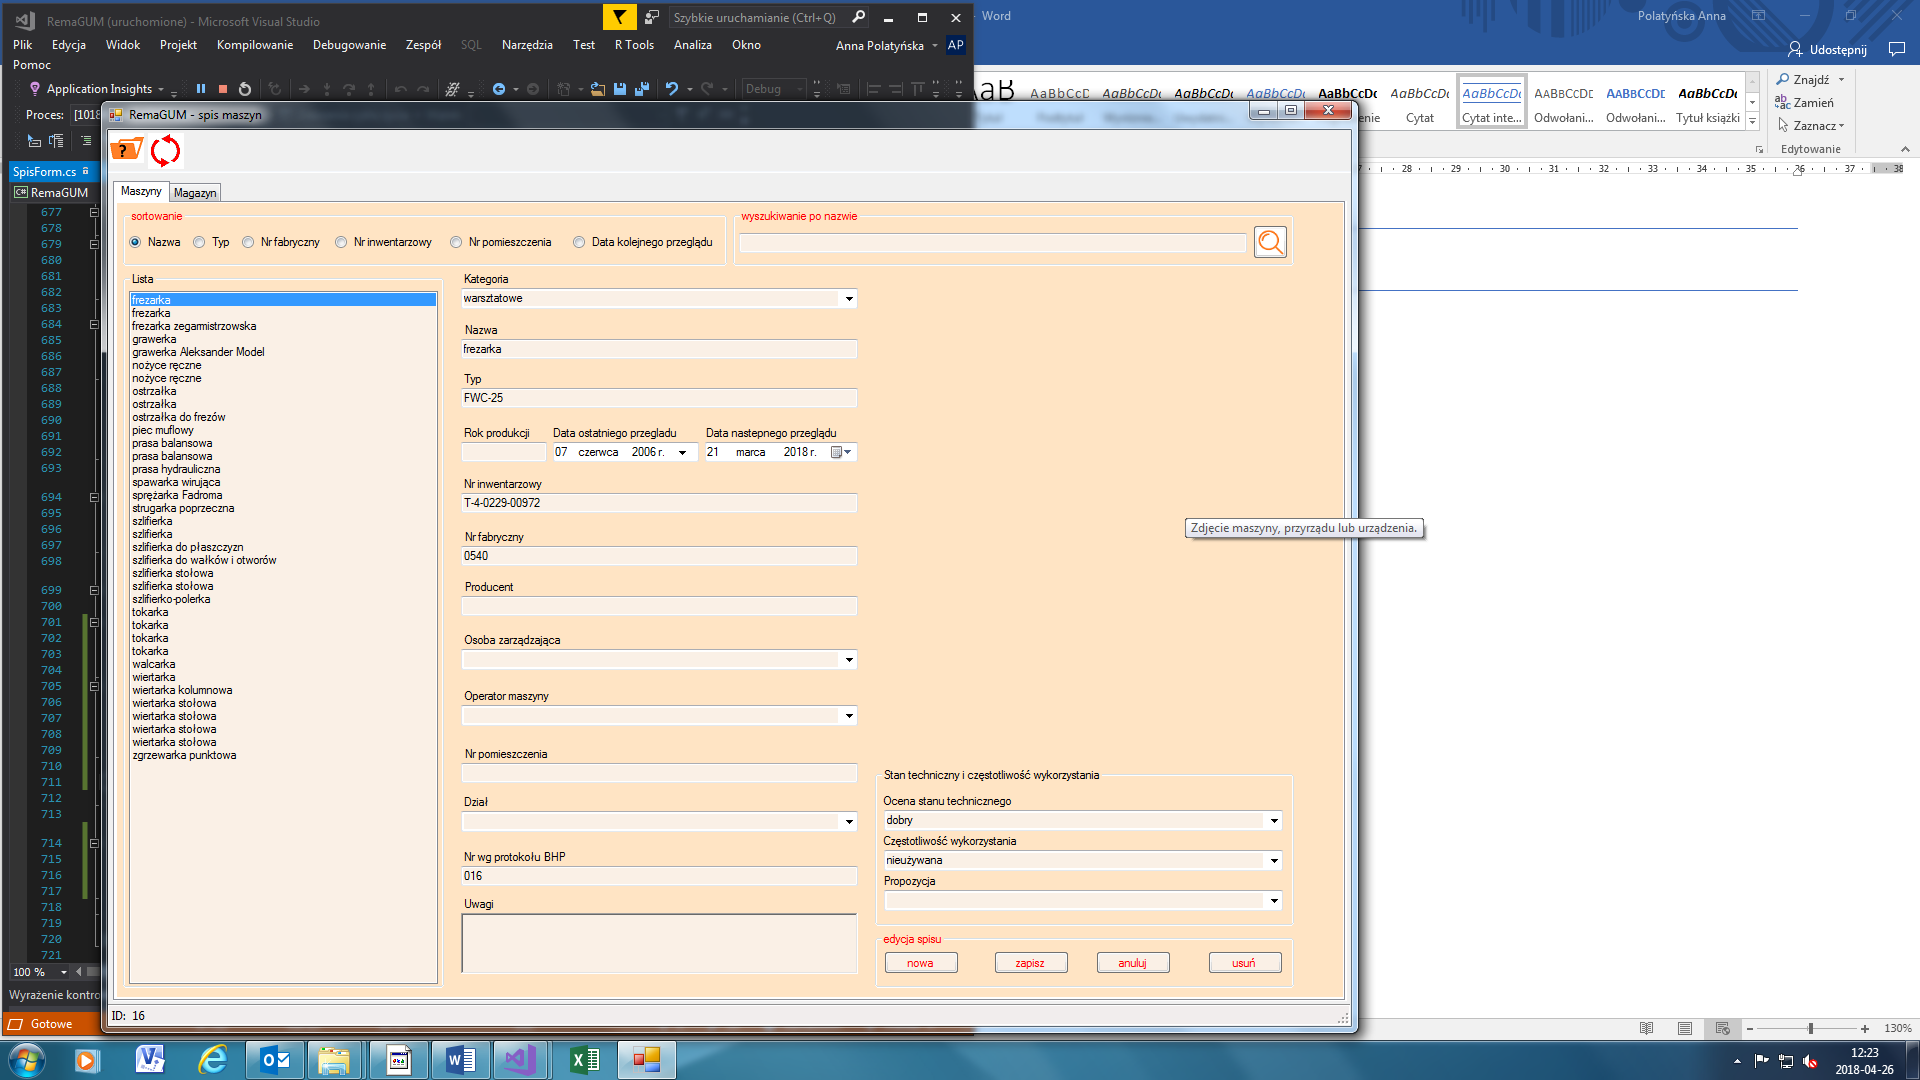 RemaGUM (uruchomione) - Microsoft Visual Studio
Szybkie uruchamianie (Ctrl+Q)
Word
Polatyńska Anna
Plik Edycja Widok Projekt Kompilowanie Debugowanie Zespół SQL Narzędzia Test R Tools Analiza Okno
Anna Polatyńska AP
Udostępnij
Pomoc
Application Insights
Debug
Proces: [1018
AaB AaBbCcD AaBbCcDc AaBbCcDc AaBbCcDc AaBbCcDc AaBbCcDc AaBbCcDc AABBCCDE AABBCCDE AaBbCcDc
Cytat Cytat inte... Odwołani... Odwołani... Tytuł książki
Znajdź
Zamień
Zaznacz
Edytowanie
28 29 30 31 32 33 34 35 36 37 38
RemaGUM - spis maszyn
SpisForm.cs
C# RemaGUM
Maszyny Magazyn
sortowanie
Nazwa Typ Nr fabryczny Nr inwentarzowy Nr pomieszczenia Data kolejnego przeglądu
wyszukiwanie po nazwie
677
678
679
680
681
682
683
684
685
686
687
688
689
690
691
692
693
694
695
696
697
698
699
700
701
702
703
704
705
706
707
708
709
710
711
712
713
714
715
716
717
718
719
720
721
100 %
Wyrażenie kontro
Gotowe
Lista
frezarka
frezarka
frezarka zegarmistrzowska
grawerka
grawerka Aleksander Model
nożyce ręczne
nożyce ręczne
ostrzałka
ostrzałka
ostrzałka do frezów
piec muflowy
prasa balansowa
prasa balansowa
prasa hydrauliczna
spawarka wirująca
sprężarka Fadroma
strugarka poprzeczna
szlifierka
szlifierka
szlifierka do płaszczyzn
szlifierka do wałków i otworów
szlifierka stołowa
szlifierka stołowa
szlifierko-polerka
tokarka
tokarka
tokarka
tokarka
walcarka
wiertarka
wiertarka kolumnowa
wiertarka stołowa
wiertarka stołowa
wiertarka stołowa
wiertarka stołowa
zgrzewarka punktowa
Kategoria
warsztatowe
Nazwa
frezarka
Typ
FWC-25
Rok produkcji Data ostatniego przegladu Data nastepnego przeglądu
07 czerwca 2006 r. 21 marca 2018 r.
Nr inwentarzowy
T-4-0229-00972
Nr fabryczny
0540
Producent
Osoba zarządzająca
Operator maszyny
Nr pomieszczenia
Dział
Nr wg protokołu BHP
016
Uwagi
Zdjęcie maszyny, przyrządu lub urządzenia.
Stan techniczny i częstotliwość wykorzystania
Ocena stanu technicznego
dobry
Częstotliwość wykorzystania
nieużywana
Propozycja
edycja spisu
nowa zapisz anuluj usuń
ID: 16
130%
12:23
2018-04-26